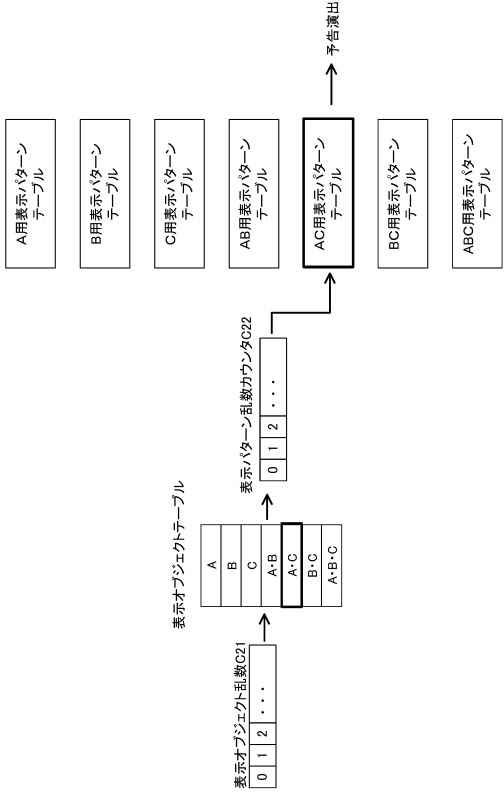 表示オブジェクト乱数C21
0 1 2 ・・・
表示オブジェクトテーブル
A
B
C
A・B
A・C
B・C
A・B・C
表示パターン乱数カウンタC22
0 1 2 ・・・
A用表示パターン
テーブル
B用表示パターン
テーブル
C用表示パターン
テーブル
AB用表示パターン
テーブル
AC用表示パターン
テーブル
BC用表示パターン
テーブル
ABC用表示パターン
テーブル
予告演出